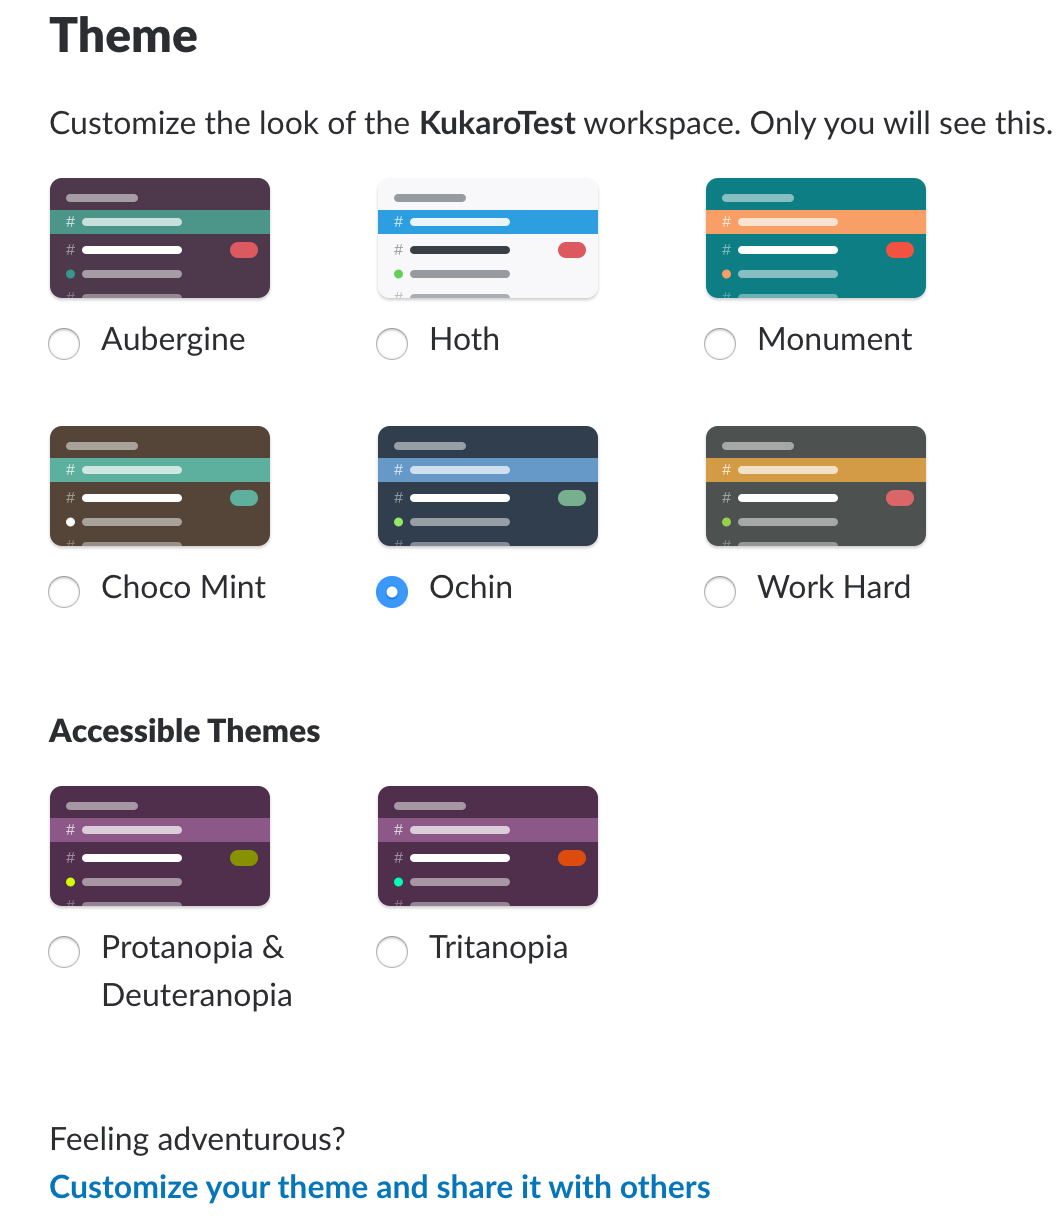 Theme
Customize the look of the KukaroTest workspace. Only you will see this.
#
#
#
#
#
#
#
#
#
Aubergine Hoth Monument
#
#
#
#
#
#
#
#
#
Choco Mint Ochin Work Hard
Accessible Themes
#
#
#
#
#
#
Protanopia & Tritanopia
Deuteranopia
Feeling adventurous?
Customize your theme and share it with others